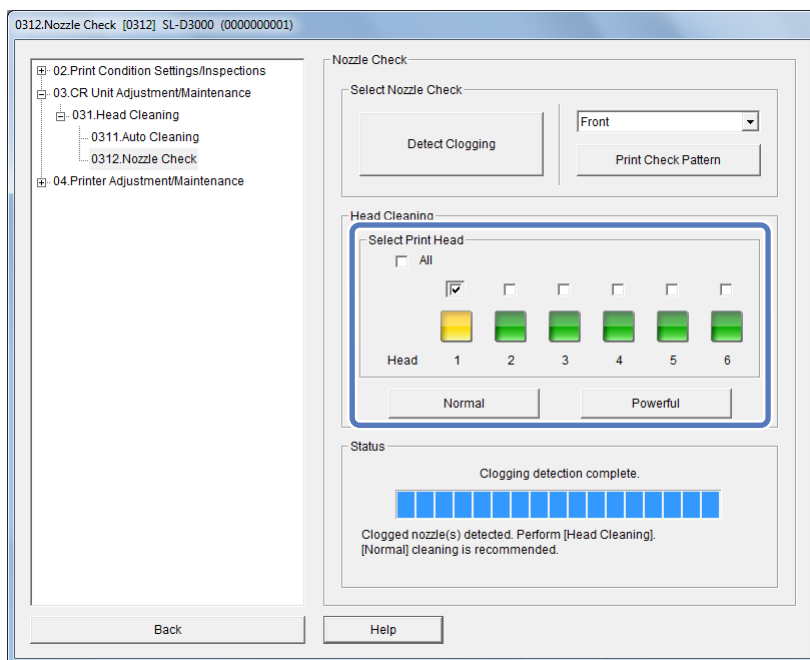 0312.Nozzle Check [0312] SL-D3000 (0000000001)
02.Print Condition Settings/Inspections
03.CR Unit Adjustment/Maintenance
031.Head Cleaning
0311.Auto Cleaning
0312.Nozzle Check
04.Printer Adjustment/Maintenance
Back
Nozzle Check
Select Nozzle Check
Detect Clogging
Front
Print Check Pattern
Head Cleaning
Select Print Head
All
Head 1 2 3 4 5 6
Normal Powerful
Status
Clogging detection complete.
Clogged nozzle(s) detected. Perform [Head Cleaning].
[Normal] cleaning is recommended.
Help